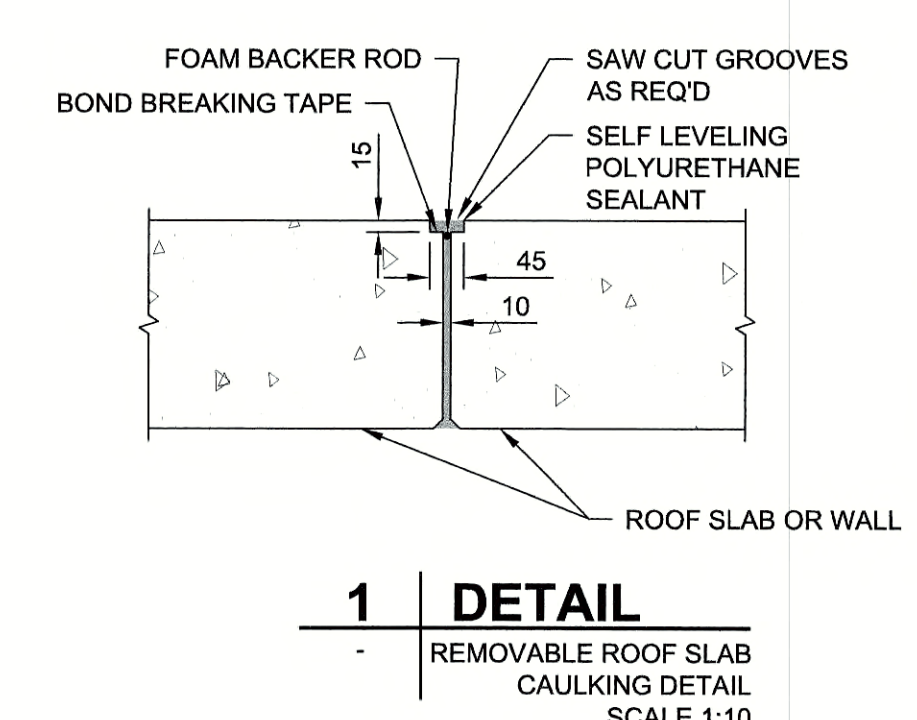 FOAM BACKER ROD
BOND BREAKING TAPE
SAW CUT GROOVES
AS REQ'D
SELF LEVELING
POLYURETHANE
SEALANT
15
45
10
ROOF SLAB OR WALL
1
DETAIL
-
REMOVABLE ROOF SLAB
CAULKING DETAIL
SCALE 1:10